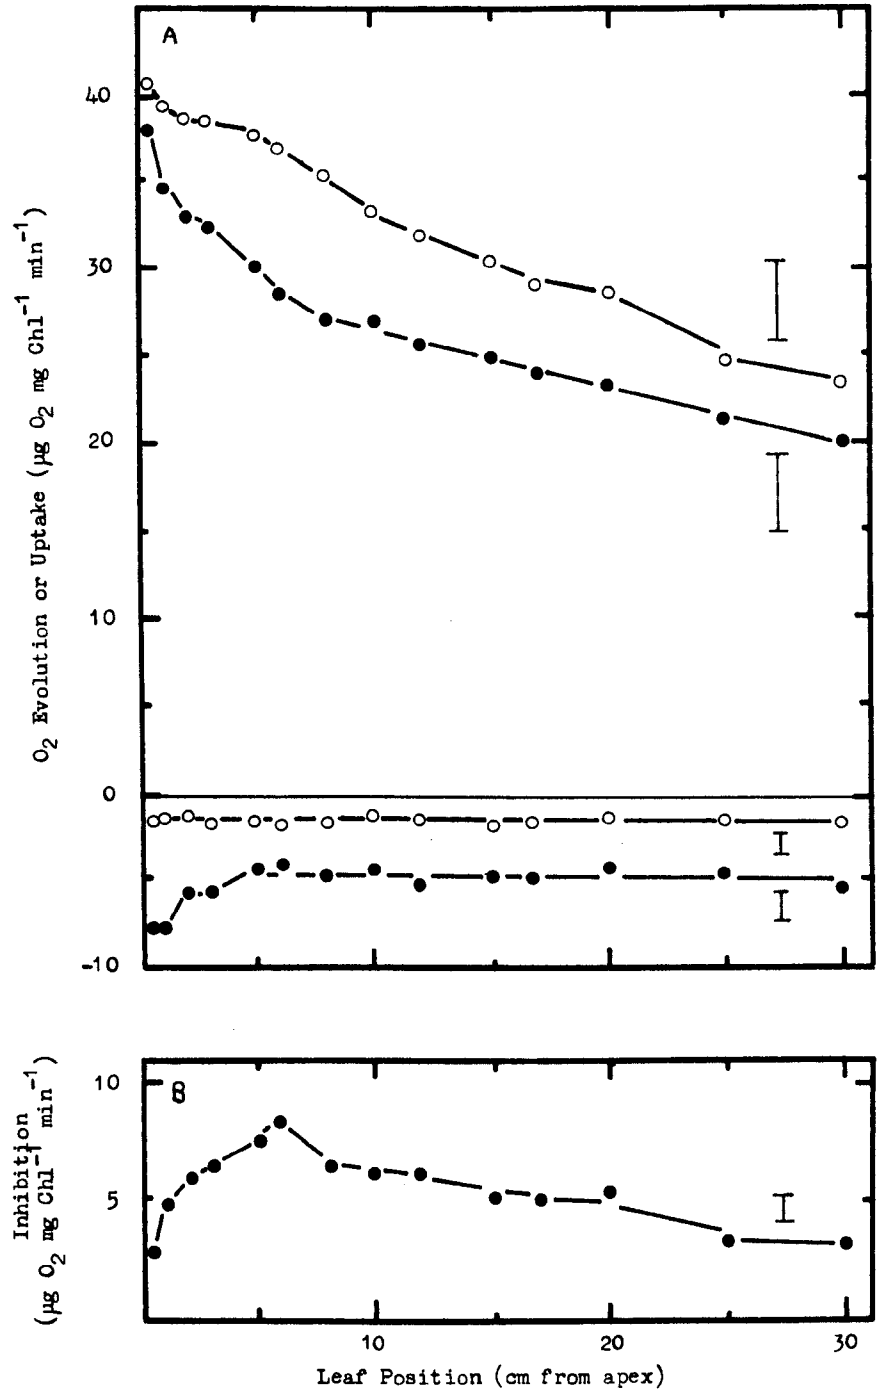 A
40
30
20
10
0
-10
O2 Evolution or Uptake (µg O2 mg Chl⁻¹ min⁻¹)
B
10
5
Inhibition
(µg O2 mg Chl⁻¹ min⁻¹)
10
20
30
Leaf Position (cm from apex)